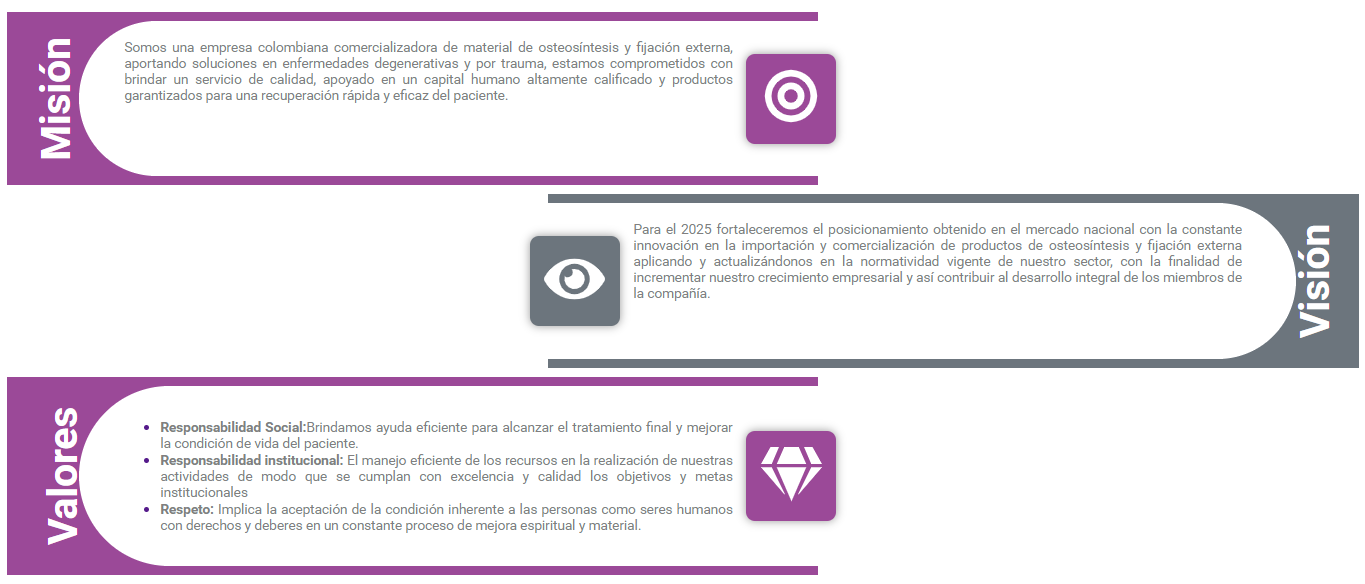 Misión
Somos una empresa colombiana comercializadora de material de osteosíntesis y fijación externa,
aportando soluciones en enfermedades degenerativas y por trauma, estamos comprometidos con
brindar un servicio de calidad, apoyado en un capital humano altamente calificado y productos
garantizados para una recuperación rápida y eficaz del paciente.
Para el 2025 fortaleceremos el posicionamiento obtenido en el mercado nacional con la constante
innovación en la importación y comercialización de productos de osteosíntesis y fijación externa
aplicando y actualizándonos en la normatividad vigente de nuestro sector, con la finalidad de
incrementar nuestro crecimiento empresarial y así contribuir al desarrollo integral de los miembros de
la compañía.
Visión
Valores
• Responsabilidad Social:Brindamos ayuda eficiente para alcanzar el tratamiento final y mejorar
la condición de vida del paciente.
• Responsabilidad institucional: El manejo eficiente de los recursos en la realización de nuestras
actividades de modo que se cumplan con excelencia y calidad los objetivos y metas
institucionales
• Respeto: Implica la aceptación de la condición inherente a las personas como seres humanos
con derechos y deberes en un constante proceso de mejora espiritual y material.